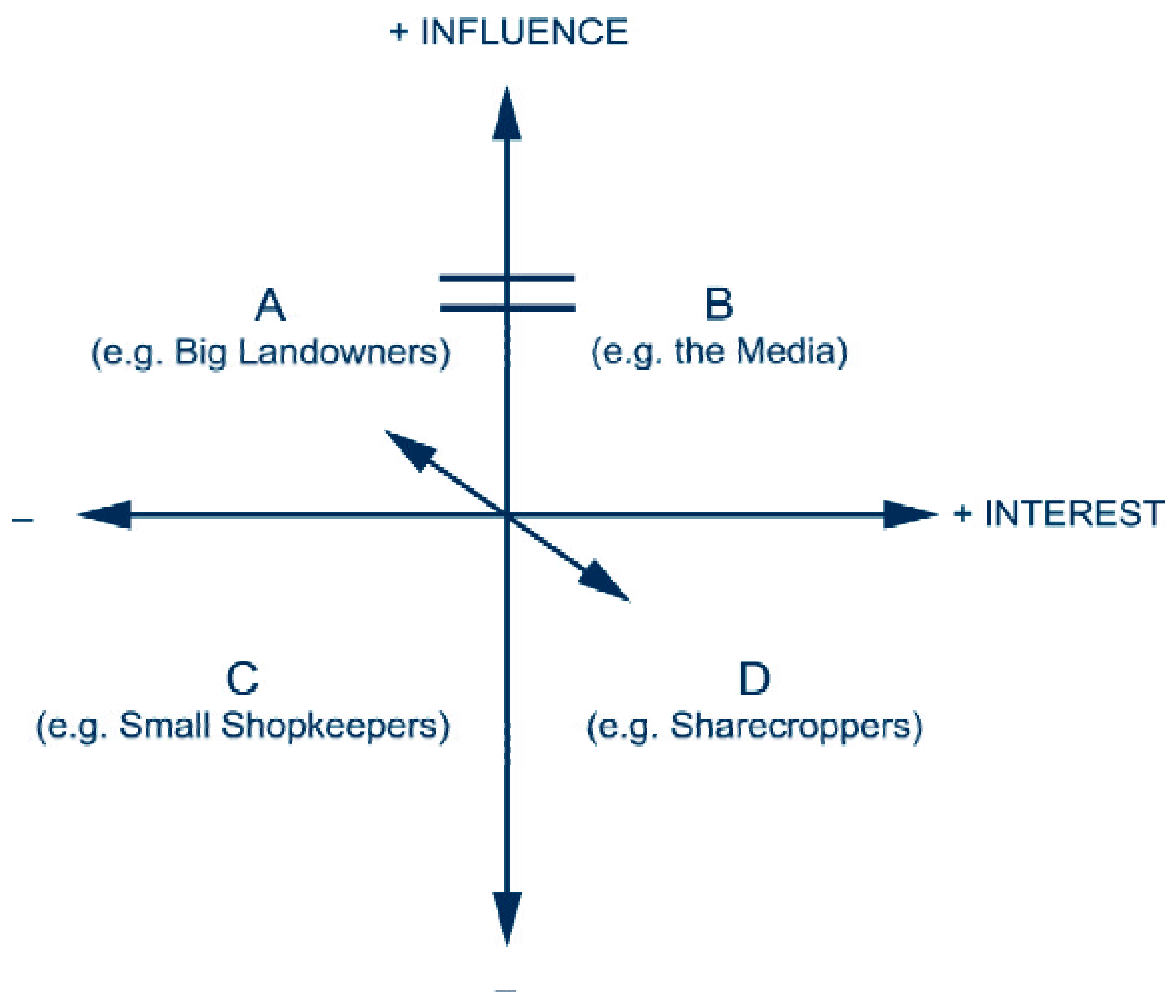 + INFLUENCE
A
(e.g. Big Landowners)
B
(e.g. the Media)
–
+ INTEREST
C
(e.g. Small Shopkeepers)
D
(e.g. Sharecroppers)
–